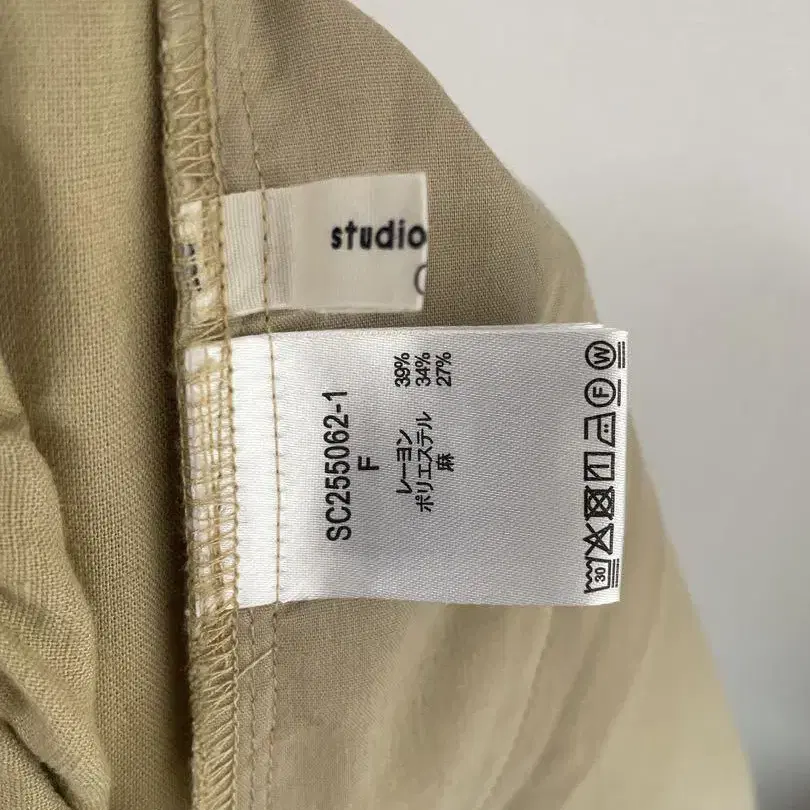 studio
SC255062-1
F
レーヨン 39%
ポリエステル 34%
麻 27%
30
F
W